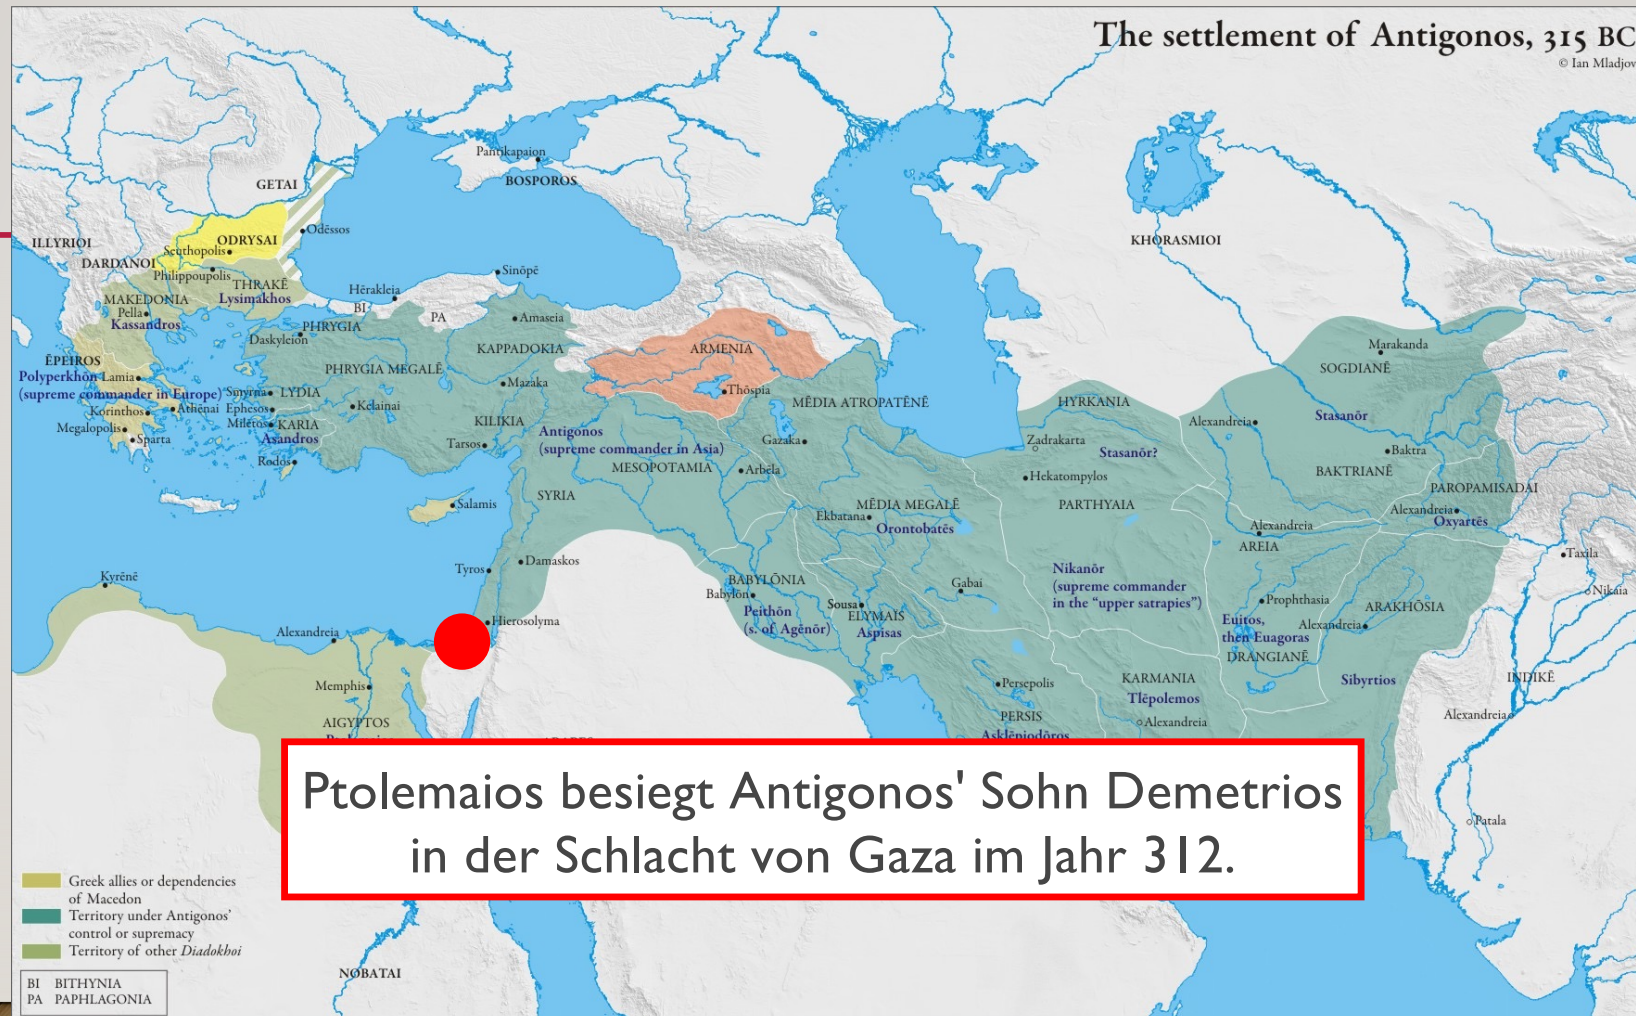 The settlement of Antigonos, 315 BC
© Ian Mladjov
Pantikapaion
BOSPOROS
GETAI
Odēssos
ILLYRIOI
ODRYSAI
Seuthopolis
DARDANOI
Philippoupolis
THRAKĒ
Lysimakhos
MAKEDONIA
Pella
Kassandros
KHORASMIOI
Sinōpē
Hērakleia
BI
PA
Amaseia
PHRYGIA
Daskyleion
KAPPADOKIA
ARMENIA
Thōspia
Marakanda
SOGDIANĒ
ĒPEIROS
Polyperkhōn
(supreme commander in Europe)
Lamia
PHRYGIA MEGALĒ
Mazaka
Smyrna
LYDIA
Korinthos
Athēnai
Ephesos
Kelainai
Megalopolis
Sparta
Milētos
KARIA
Asandros
KILIKIA
Tarsos
Rodos
Antigonos
(supreme commander in Asia)
MESOPOTAMIA
Arbēla
MĒDIA ATROPATĒNĒ
Gazaka
HYRKANIA
Zadrakarta
Stasanōr?
Hekatompylos
PARTHYAIA
Alexandreia
Stasanōr
Baktra
BAKTRIANĒ
PAROPAMISADAI
Alexandreia
Oxyartēs
Salamis
SYRIA
MĒDIA MEGALĒ
Ekbatana
Orontobatēs
Alexandreia
AREIA
Taxila
Nikaia
Kyrēnē
Tyros
Damaskos
BABYLŌNIA
Babylōn
Peithōn
(s. of Agēnōr)
Sousa
ELYMAÏS
Aspisas
Gabai
Nikanōr
(supreme commander
in the “upper satrapies”)
Prophthasia
ARAKHŌSIA
Alexandreia
Euitos,
then Euagoras
DRANGIANĒ
Alexandreia
Hierosolyma
Memphis
AIGYPTOS
Persepolis
PERSIS
Asklēpiodōros
KARMANIA
Tlēpolemos
Alexandreia
Sibyrtios
INDIKĒ
Alexandreia
Patala
Ptolemaios besiegt Antigonos' Sohn Demetrios
in der Schlacht von Gaza im Jahr 312.
Greek allies or dependencies
of Macedon
Territory under Antigonos’
control or supremacy
Territory of other Diadokhoi
BI BITHYNIA
PA PAPHLAGONIA
NOBATAI